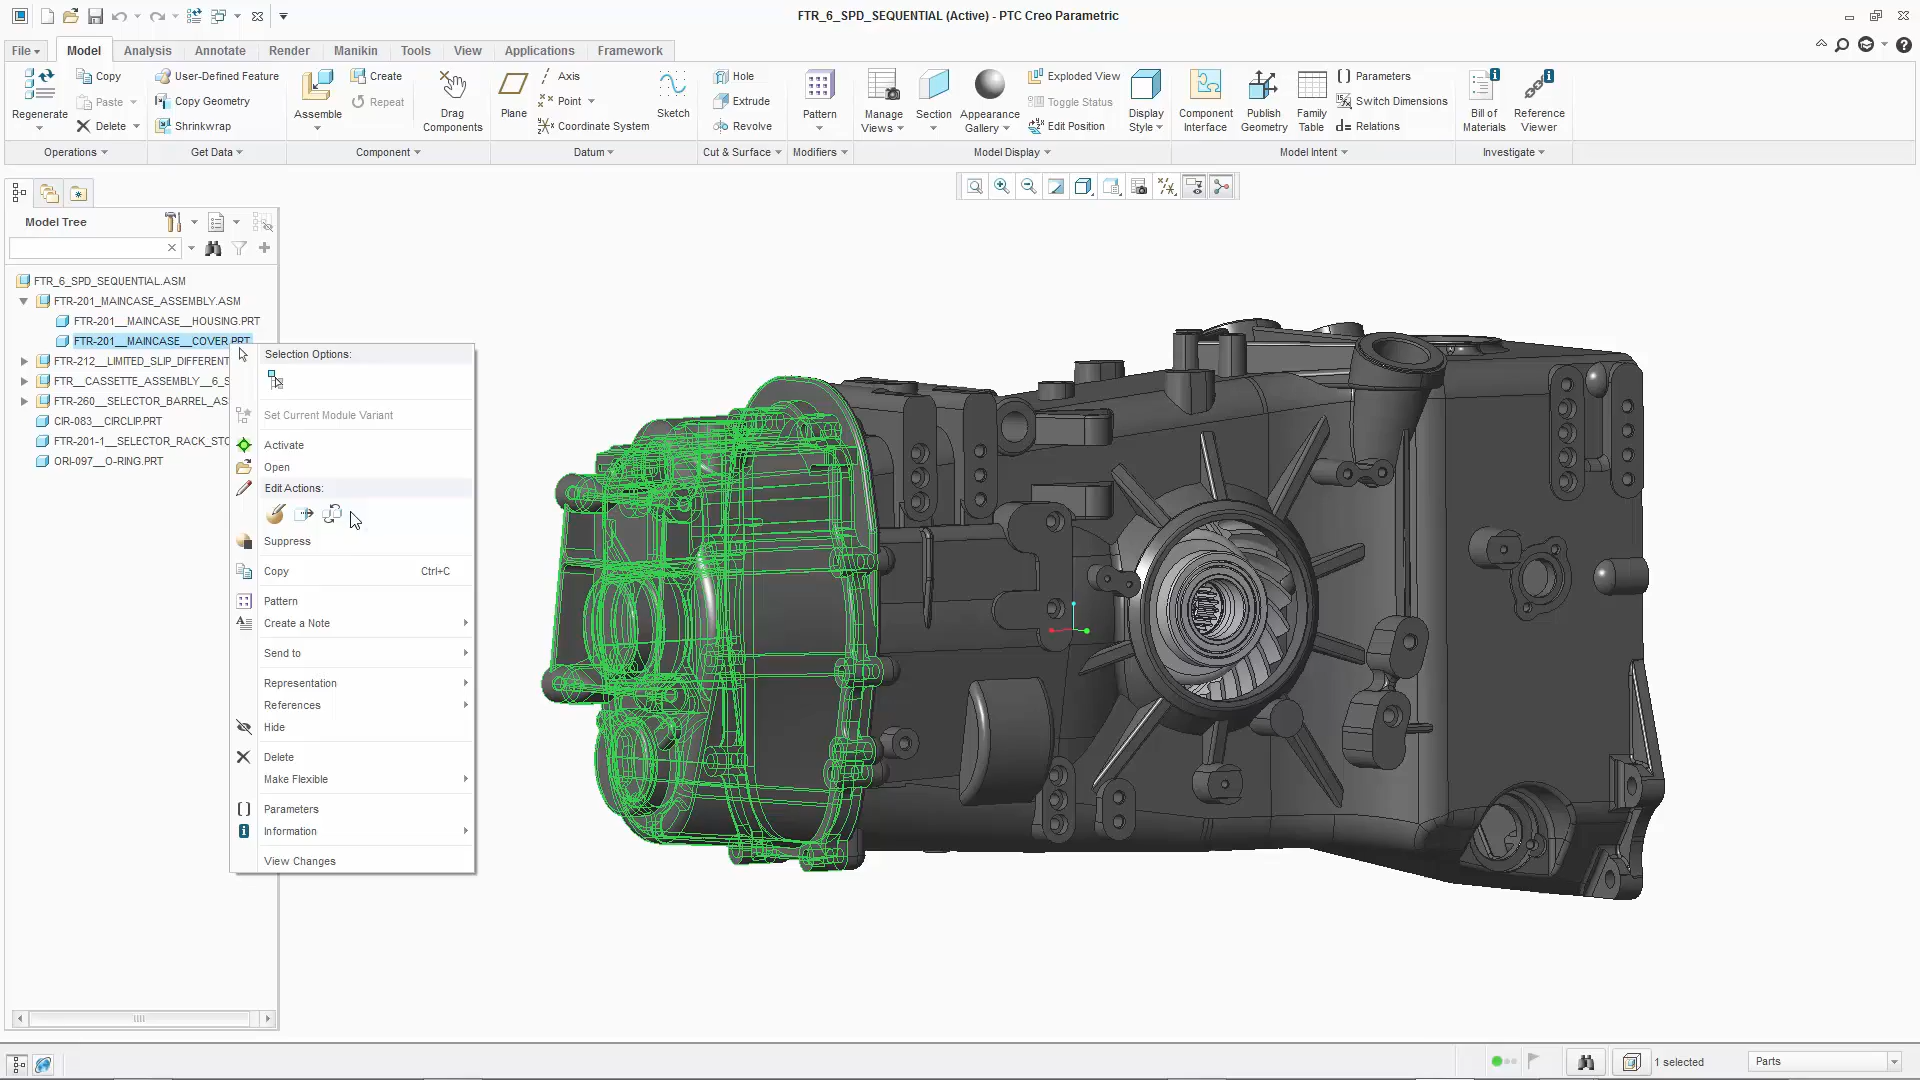 FTR_6_SPD_SEQUENTIAL (Active) - PTC Creo Parametric
File Model Analysis Annotate Render Manikin Tools View Applications Framework
Regenerate
Copy
Paste
Delete
Operations
User-Defined Feature
Copy Geometry
Shrinkwrap
Get Data
Assemble
Create
Repeat
Drag
Components
Component
Plane
Axis
Point
Coordinate System
Sketch
Datum
Hole
Extrude
Revolve
Cut & Surface
Pattern
Modifiers
Manage
Views
Section
Appearance
Gallery
Exploded View
Toggle Status
Edit Position
Display
Style
Model Display
Component
Interface
Publish
Geometry
Family
Table
Parameters
Switch Dimensions
Relations
Model Intent
Bill of
Materials
Reference
Viewer
Investigate
Model Tree
FTR_6_SPD_SEQUENTIAL.ASM
FTR-201_MAINCASE_ASSEMBLY.ASM
FTR-201__MAINCASE__HOUSING.PRT
FTR-201__MAINCASE__COVER.PRT
FTR-212__LIMITED_SLIP_DIFFERENT
FTR__CASSETTE_ASSEMBLY__6_S
FTR-260__SELECTOR_BARREL_AS
CIR-083__CIRCLIP.PRT
FTR-201-1__SELECTOR_RACK_STO
ORI-097__O-RING.PRT
Selection Options:
Set Current Module Variant
Activate
Open
Edit Actions:
Suppress
Copy Ctrl+C
Pattern
Create a Note
Send to
Representation
References
Hide
Delete
Make Flexible
Parameters
Information
View Changes
1 selected
Parts